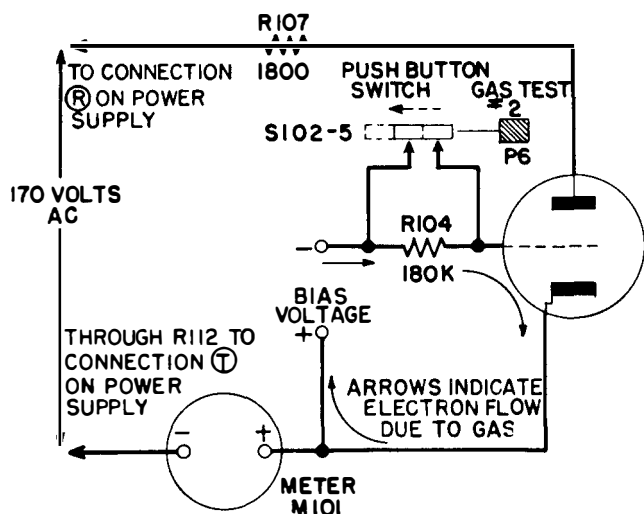 R107
1800
TO CONNECTION
Ⓡ ON POWER
SUPPLY
PUSH BUTTON
SWITCH
GAS TEST
# 2
S102-5
P6
170 VOLTS
AC
R104
180K
-
BIAS
VOLTAGE
+
THROUGH R112 TO
CONNECTION Ⓣ
ON POWER
SUPPLY
ARROWS INDICATE
ELECTRON FLOW
DUE TO GAS
- +
METER
M101